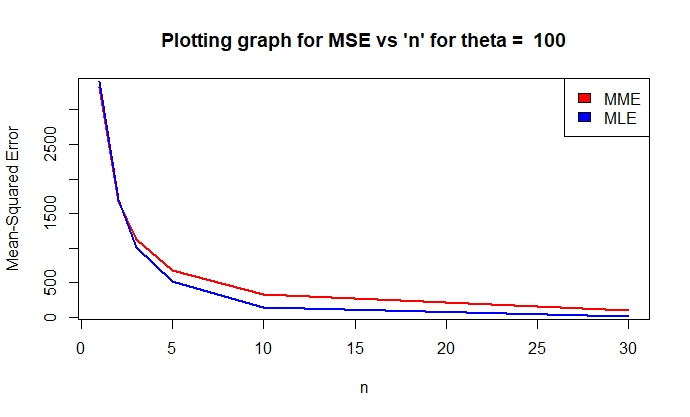 Plotting graph for MSE vs 'n' for theta =  100
MME
MLE
Mean-Squared Error
2500
1500
500
0
0 5 10 15 20 25 30
n